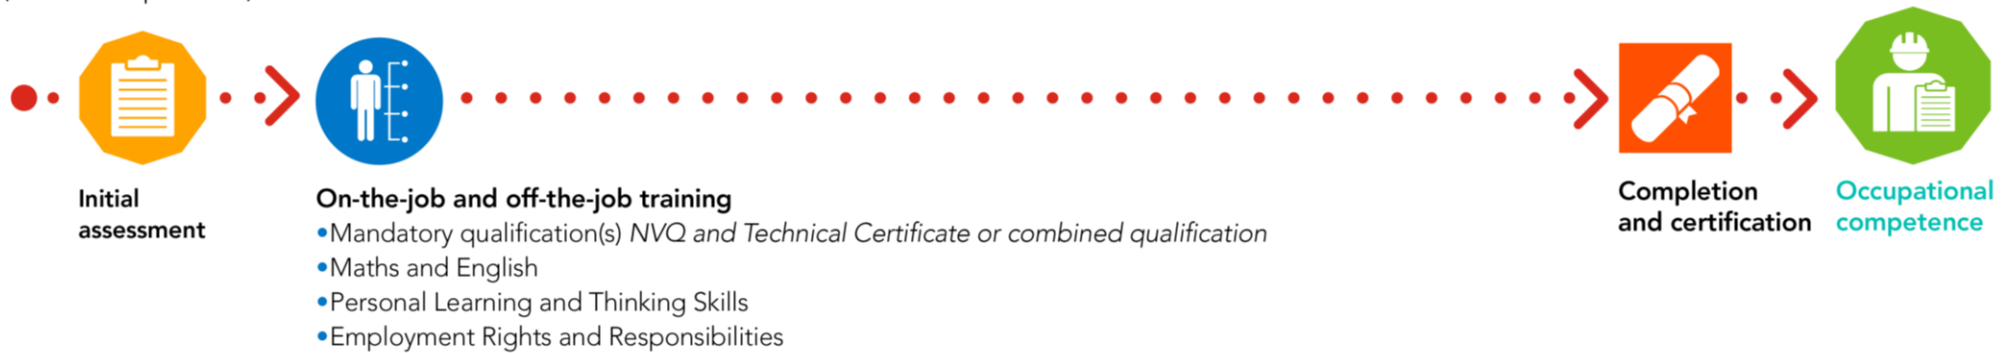 Initial
assessment
On-the-job and off-the-job training
•Mandatory qualification(s) NVQ and Technical Certificate or combined qualification
•Maths and English
•Personal Learning and Thinking Skills
•Employment Rights and Responsibilities
Completion
and certification
Occupational
competence